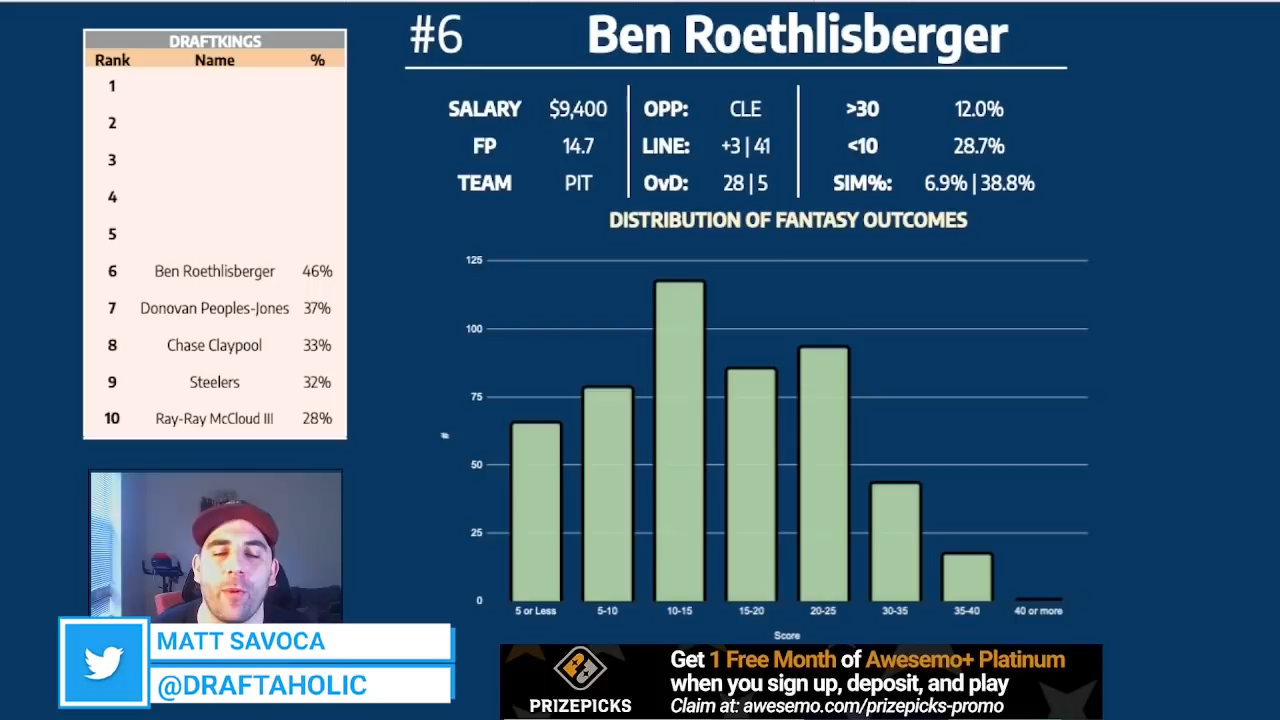 DRAFTKINGS
Rank Name %
1
2
3
4
5
6 Ben Roethlisberger 46%
7 Donovan Peoples-Jones 37%
8 Chase Claypool 33%
9 Steelers 32%
10 Ray-Ray McCloud III 28%
#6 Ben Roethlisberger
SALARY $9,400 OPP: CLE >30 12.0%
FP 14.7 LINE: +3 | 41 <10 28.7%
TEAM PIT OvD: 28 | 5 SIM%: 6.9% | 38.8%
DISTRIBUTION OF FANTASY OUTCOMES
125
100
75
50
25
0
5 or Less 5-10 10-15 15-20 20-25 30-35 35-40 40 or more
Score
MATT SAVOCA
@DRAFTAHOLIC
PRIZEPICKS
Get 1 Free Month of Awesemo+ Platinum
when you sign up, deposit, and play
Claim at: awesemo.com/prizepicks-promo